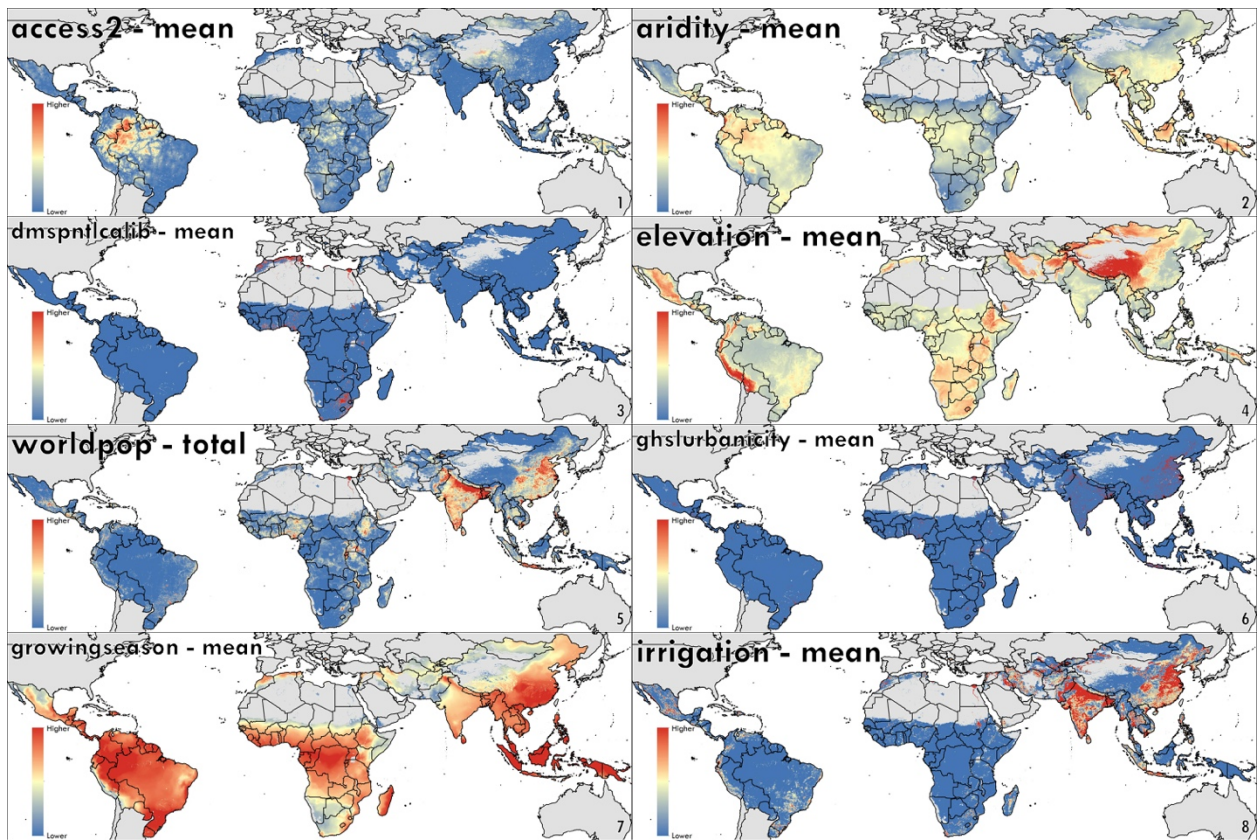 access2 - mean
Higher
Lower
1
aridity - mean
Higher
Lower
2
dmspntlcalib - mean
Higher
Lower
3
elevation - mean
Higher
Lower
4
worldpop - total
Higher
Lower
5
ghslurbanicity - mean
Higher
Lower
6
growingseason - mean
Higher
Lower
7
irrigation - mean
Higher
Lower
8